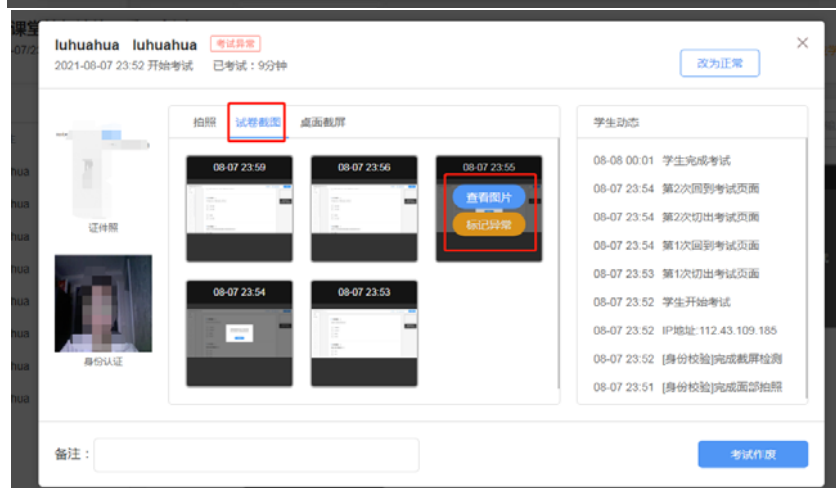 luhuahua luhuahua 考试异常
2021-08-07 23:52 开始考试 已考试：9分钟
改为正常
证件照
身份认证
拍照 试卷截图 桌面截屏
08-07 23:59
08-07 23:56
08-07 23:55
查看图片
标记异常
08-07 23:54
08-07 23:53
学生动态
08-08 00:01 学生完成考试
08-07 23:54 第2次回到考试页面
08-07 23:54 第2次切出考试页面
08-07 23:54 第1次回到考试页面
08-07 23:53 第1次切出考试页面
08-07 23:52 学生开始考试
08-07 23:52 IP地址:112.43.109.185
08-07 23:52 [身份校验]完成截屏检测
08-07 23:51 [身份校验]完成面部拍照
备注：
考试作废